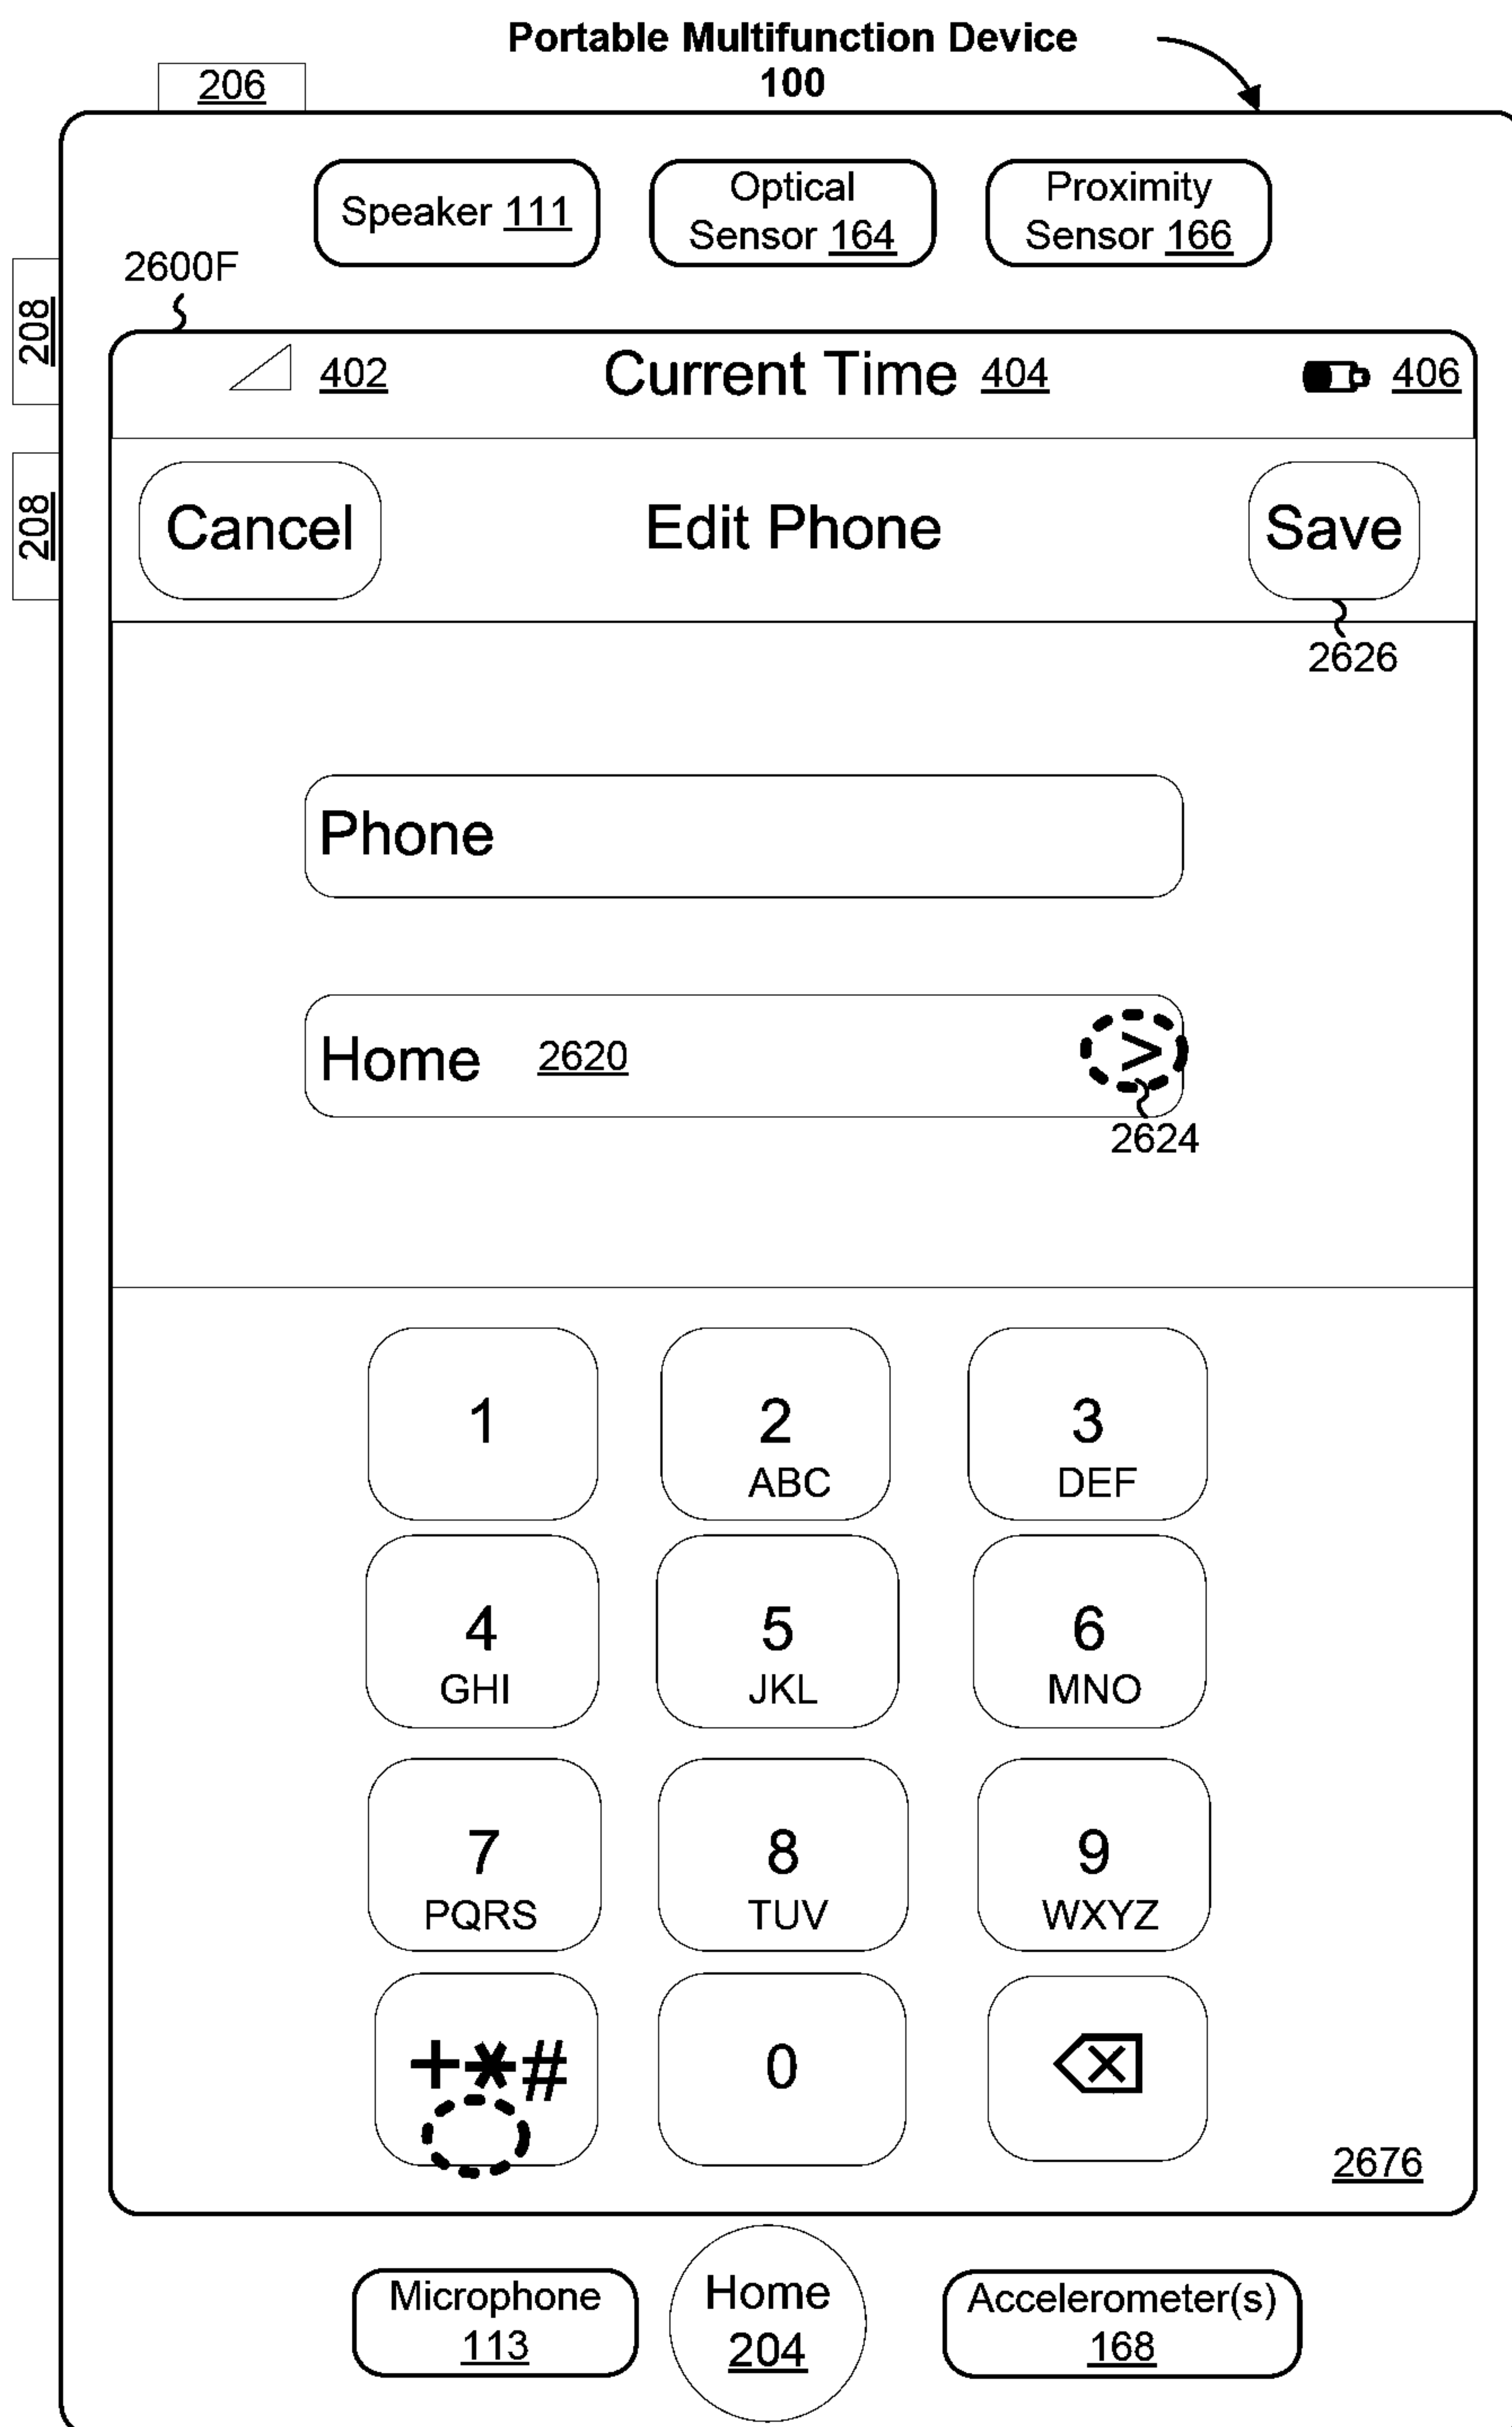 Portable Multifunction Device
100
206
Speaker 111
Optical
Sensor 164
Proximity
Sensor 166
2600F
208
402
Current Time 404
406
208
Cancel
Edit Phone
Save
2626
Phone
Home 2620
>
2624
1
2
ABC
3
DEF
4
GHI
5
JKL
6
MNO
7
PQRS
8
TUV
9
WXYZ
+*#
0
2676
Microphone
113
Home
204
Accelerometer(s)
168